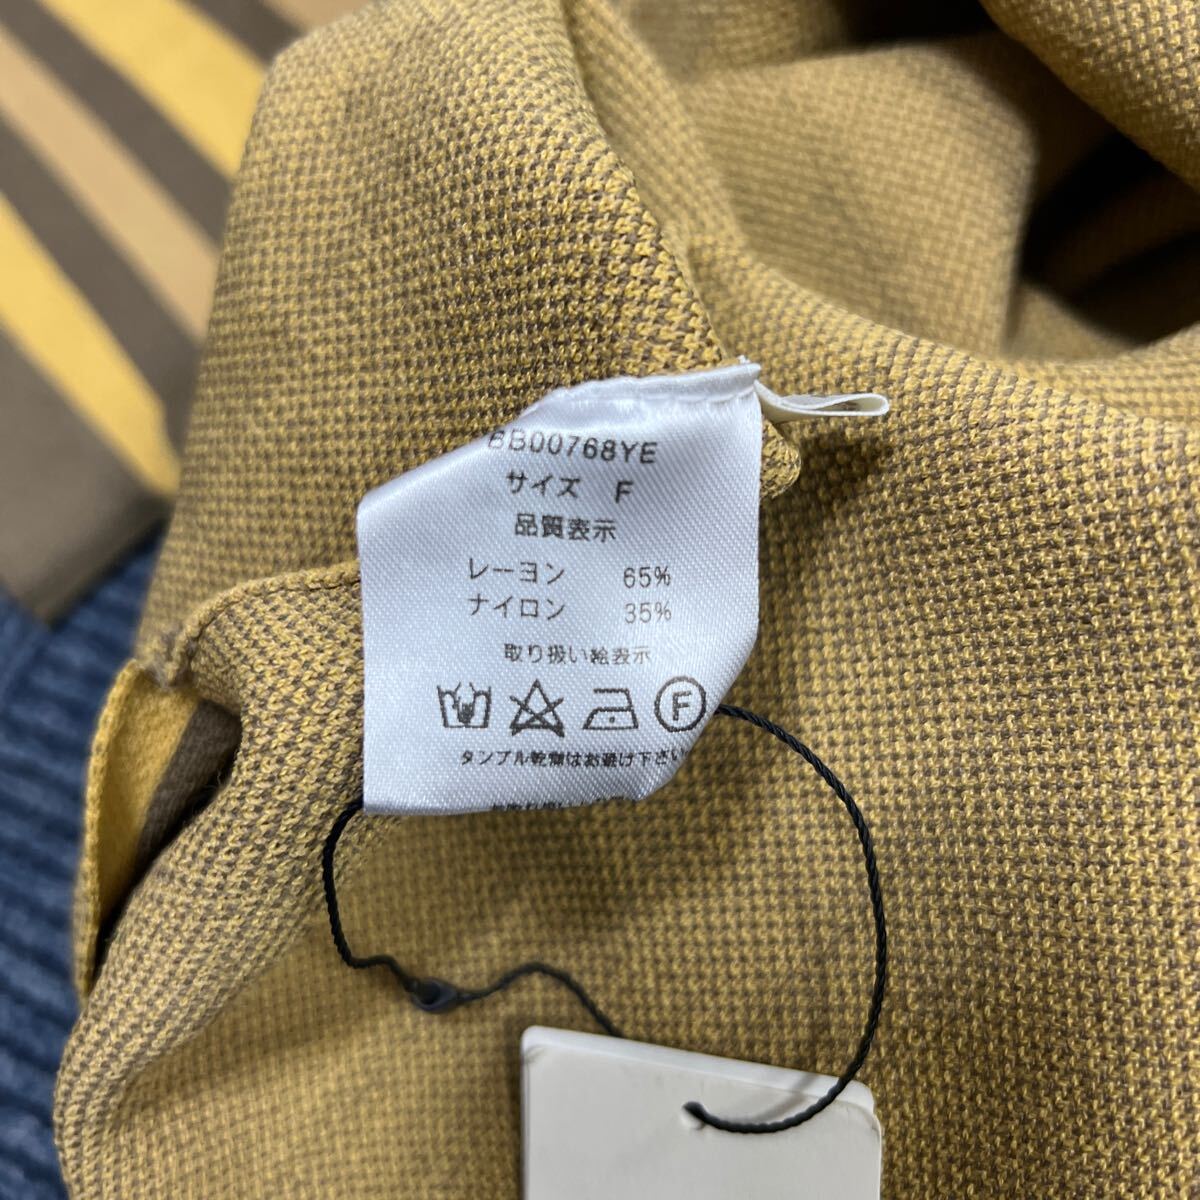 BB00768YE
サイズ F
品質表示
レーヨン 65%
ナイロン 35%
取り扱い絵表示
F
タンブル乾燥はお避け下さい